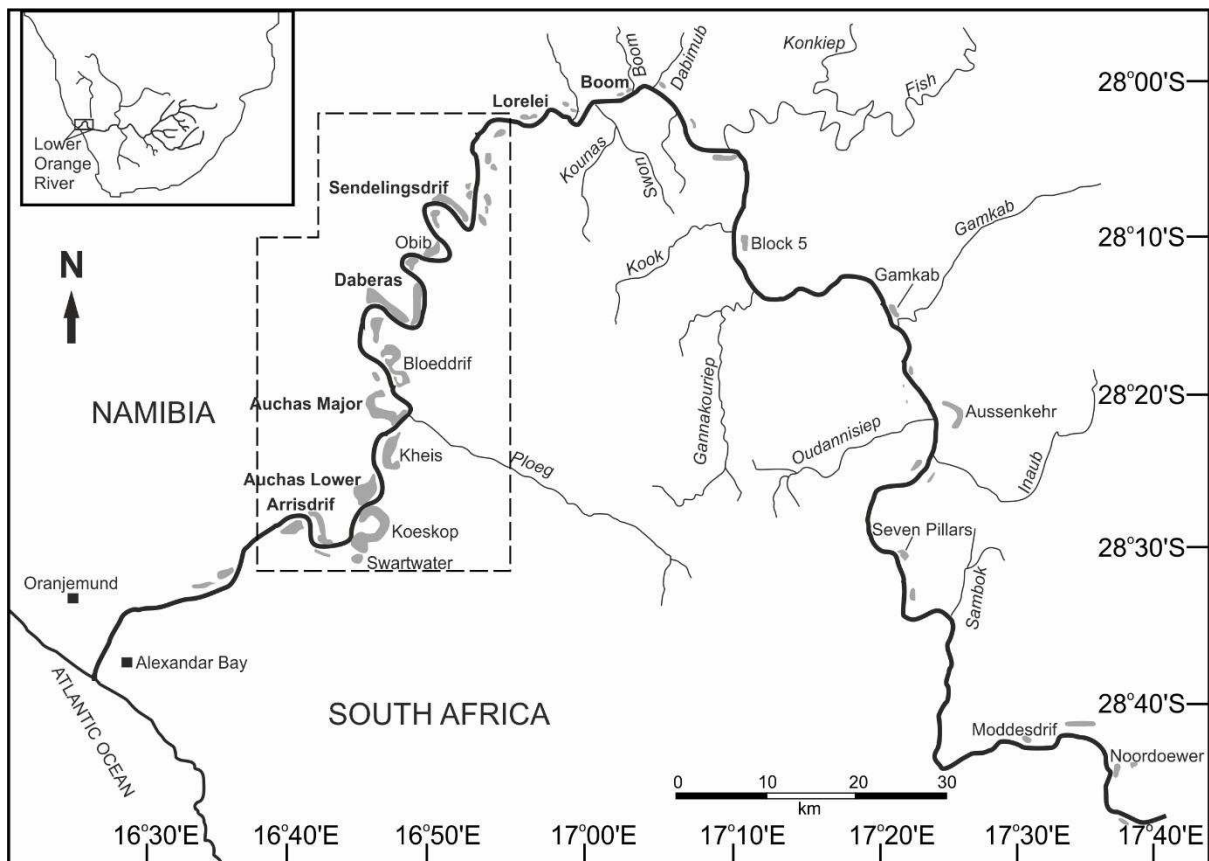 Lower
Orange
River
N
Konkiep
Fish
Boom
Dabimub
Boom
Lorelei
Kounas
Swon
28°00'S
Sendelingsdrif
Obib
Kook
Block 5
Gamkab
Gamkab
28°10'S
Daberas
Bloeddrif
NAMIBIA
Auchas Major
Gannakouriep
Oudannisiep
Aussenkehr
Inaub
28°20'S
Kheis
Ploeg
Auchas Lower
Arrisdrif
Koeskop
Swartwater
Seven Pillars
Sambok
28°30'S
Oranjemund
Alexandar Bay
ATLANTIC OCEAN
SOUTH AFRICA
Moddesdrif
Noordoewer
28°40'S
0 10 20 30
km
16°30'E 16°40'E 16°50'E 17°00'E 17°10'E 17°20'E 17°30'E 17°40'E